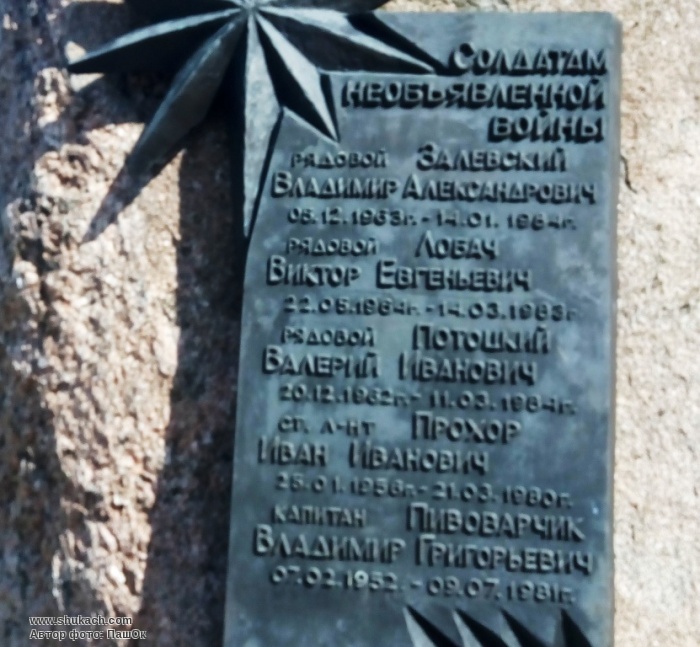 Солдатам
необъявленной
войны
рядовой Залевский
Владимир Александрович
05.12.1963г. - 14.01.1984г.
рядовой Лобач
Виктор Евгеньевич
22.05.1964г. - 14.03.1983г.
рядовой Потоцкий
Валерий Иванович
20.12.1962г. - 11.03.1984г.
ст. л-нт Прохор
Иван Иванович
25.01.1956г. - 21.03.1980г.
капитан Пивоварчик
Владимир Григорьевич
07.02.1952. - 09.07.1981г.
www.shukach.com
Автор фото: ПашОк